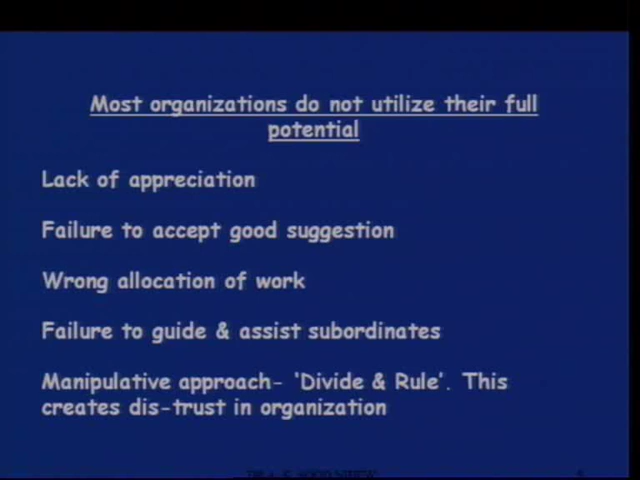 Most organizations do not utilize their full
potential
Lack of appreciation
Failure to accept good suggestion
Wrong allocation of work
Failure to guide & assist subordinates
Manipulative approach- 'Divide & Rule'. This
creates dis-trust in organization